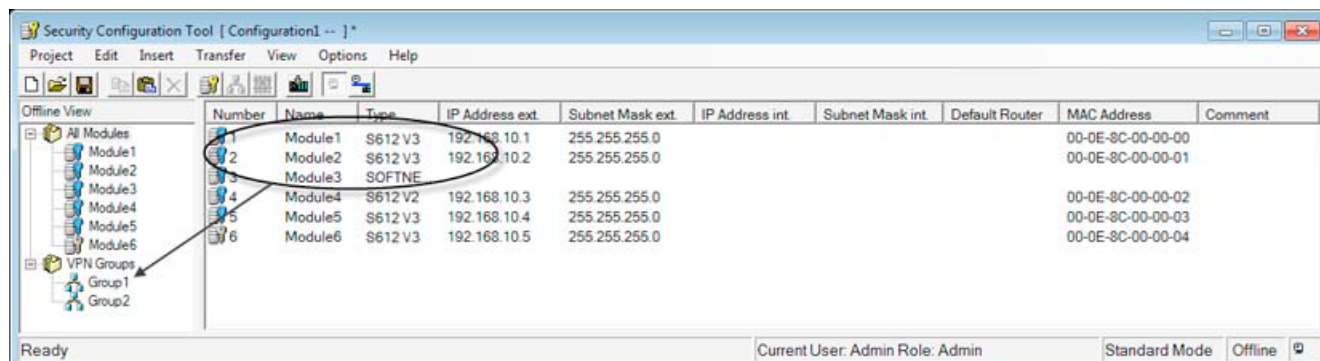 Security Configuration Tool [ Configuration1 -- ] *
Project Edit Insert Transfer View Options Help
Offline View
All Modules
Module1
Module2
Module3
Module4
Module5
Module6
VPN Groups
Group1
Group2
Number Name Type IP Address ext. Subnet Mask ext. IP Address int. Subnet Mask int. Default Router MAC Address Comment
1 Module1 S612 V3 192.168.10.1 255.255.255.0 00-0E-8C-00-00-00
2 Module2 S612 V3 192.168.10.2 255.255.255.0 00-0E-8C-00-00-01
3 Module3 SOFTNE...
4 Module4 S612 V2 192.168.10.3 255.255.255.0 00-0E-8C-00-00-02
5 Module5 S612 V3 192.168.10.4 255.255.255.0 00-0E-8C-00-00-03
6 Module6 S612 V3 192.168.10.5 255.255.255.0 00-0E-8C-00-00-04
Ready Current User: Admin Role: Admin Standard Mode Offline